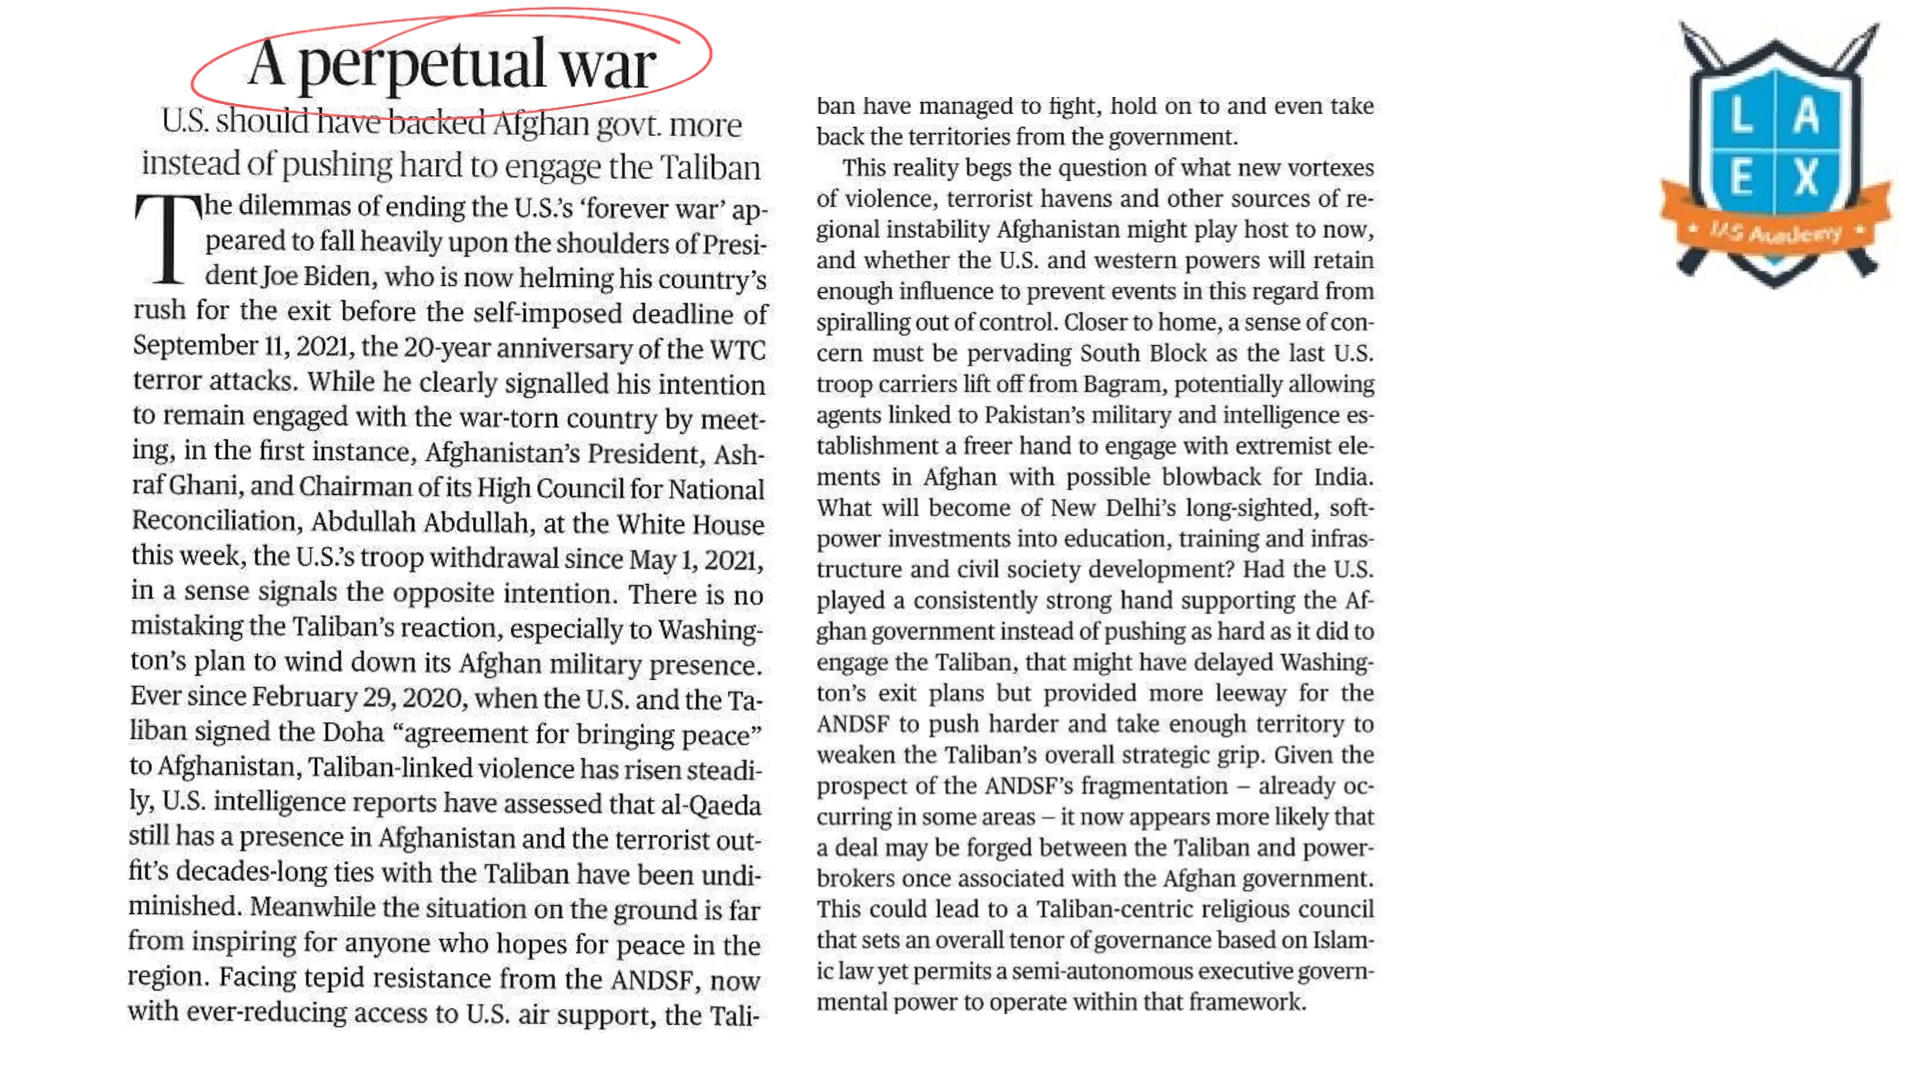 A perpetual war
U.S. should have backed Afghan govt. more
instead of pushing hard to engage the Taliban
The dilemmas of ending the U.S.'s 'forever war' ap-
peared to fall heavily upon the shoulders of Presi-
dent Joe Biden, who is now helming his country's
rush for the exit before the self-imposed deadline of
September 11, 2021, the 20-year anniversary of the WTC
terror attacks. While he clearly signalled his intention
to remain engaged with the war-torn country by meet-
ing, in the first instance, Afghanistan's President, Ash-
raf Ghani, and Chairman of its High Council for National
Reconciliation, Abdullah Abdullah, at the White House
this week, the U.S.'s troop withdrawal since May 1, 2021,
in a sense signals the opposite intention. There is no
mistaking the Taliban's reaction, especially to Washing-
ton's plan to wind down its Afghan military presence.
Ever since February 29, 2020, when the U.S. and the Ta-
liban signed the Doha “agreement for bringing peace”
to Afghanistan, Taliban-linked violence has risen steadi-
ly, U.S. intelligence reports have assessed that al-Qaeda
still has a presence in Afghanistan and the terrorist out-
fit's decades-long ties with the Taliban have been undi-
minished. Meanwhile the situation on the ground is far
from inspiring for anyone who hopes for peace in the
region. Facing tepid resistance from the ANDSF, now
with ever-reducing access to U.S. air support, the Tali-
ban have managed to fight, hold on to and even take
back the territories from the government.
This reality begs the question of what new vortexes
of violence, terrorist havens and other sources of re-
gional instability Afghanistan might play host to now,
and whether the U.S. and western powers will retain
enough influence to prevent events in this regard from
spiralling out of control. Closer to home, a sense of con-
cern must be pervading South Block as the last U.S.
troop carriers lift off from Bagram, potentially allowing
agents linked to Pakistan's military and intelligence es-
tablishment a freer hand to engage with extremist ele-
ments in Afghan with possible blowback for India.
What will become of New Delhi's long-sighted, soft-
power investments into education, training and infras-
tructure and civil society development? Had the U.S.
played a consistently strong hand supporting the Af-
ghan government instead of pushing as hard as it did to
engage the Taliban, that might have delayed Washing-
ton's exit plans but provided more leeway for the
ANDSF to push harder and take enough territory to
weaken the Taliban's overall strategic grip. Given the
prospect of the ANDSF's fragmentation – already oc-
curring in some areas – it now appears more likely that
a deal may be forged between the Taliban and power-
brokers once associated with the Afghan government.
This could lead to a Taliban-centric religious council
that sets an overall tenor of governance based on Islam-
ic law yet permits a semi-autonomous executive govern-
mental power to operate within that framework.
L A
E X
IAS Academy